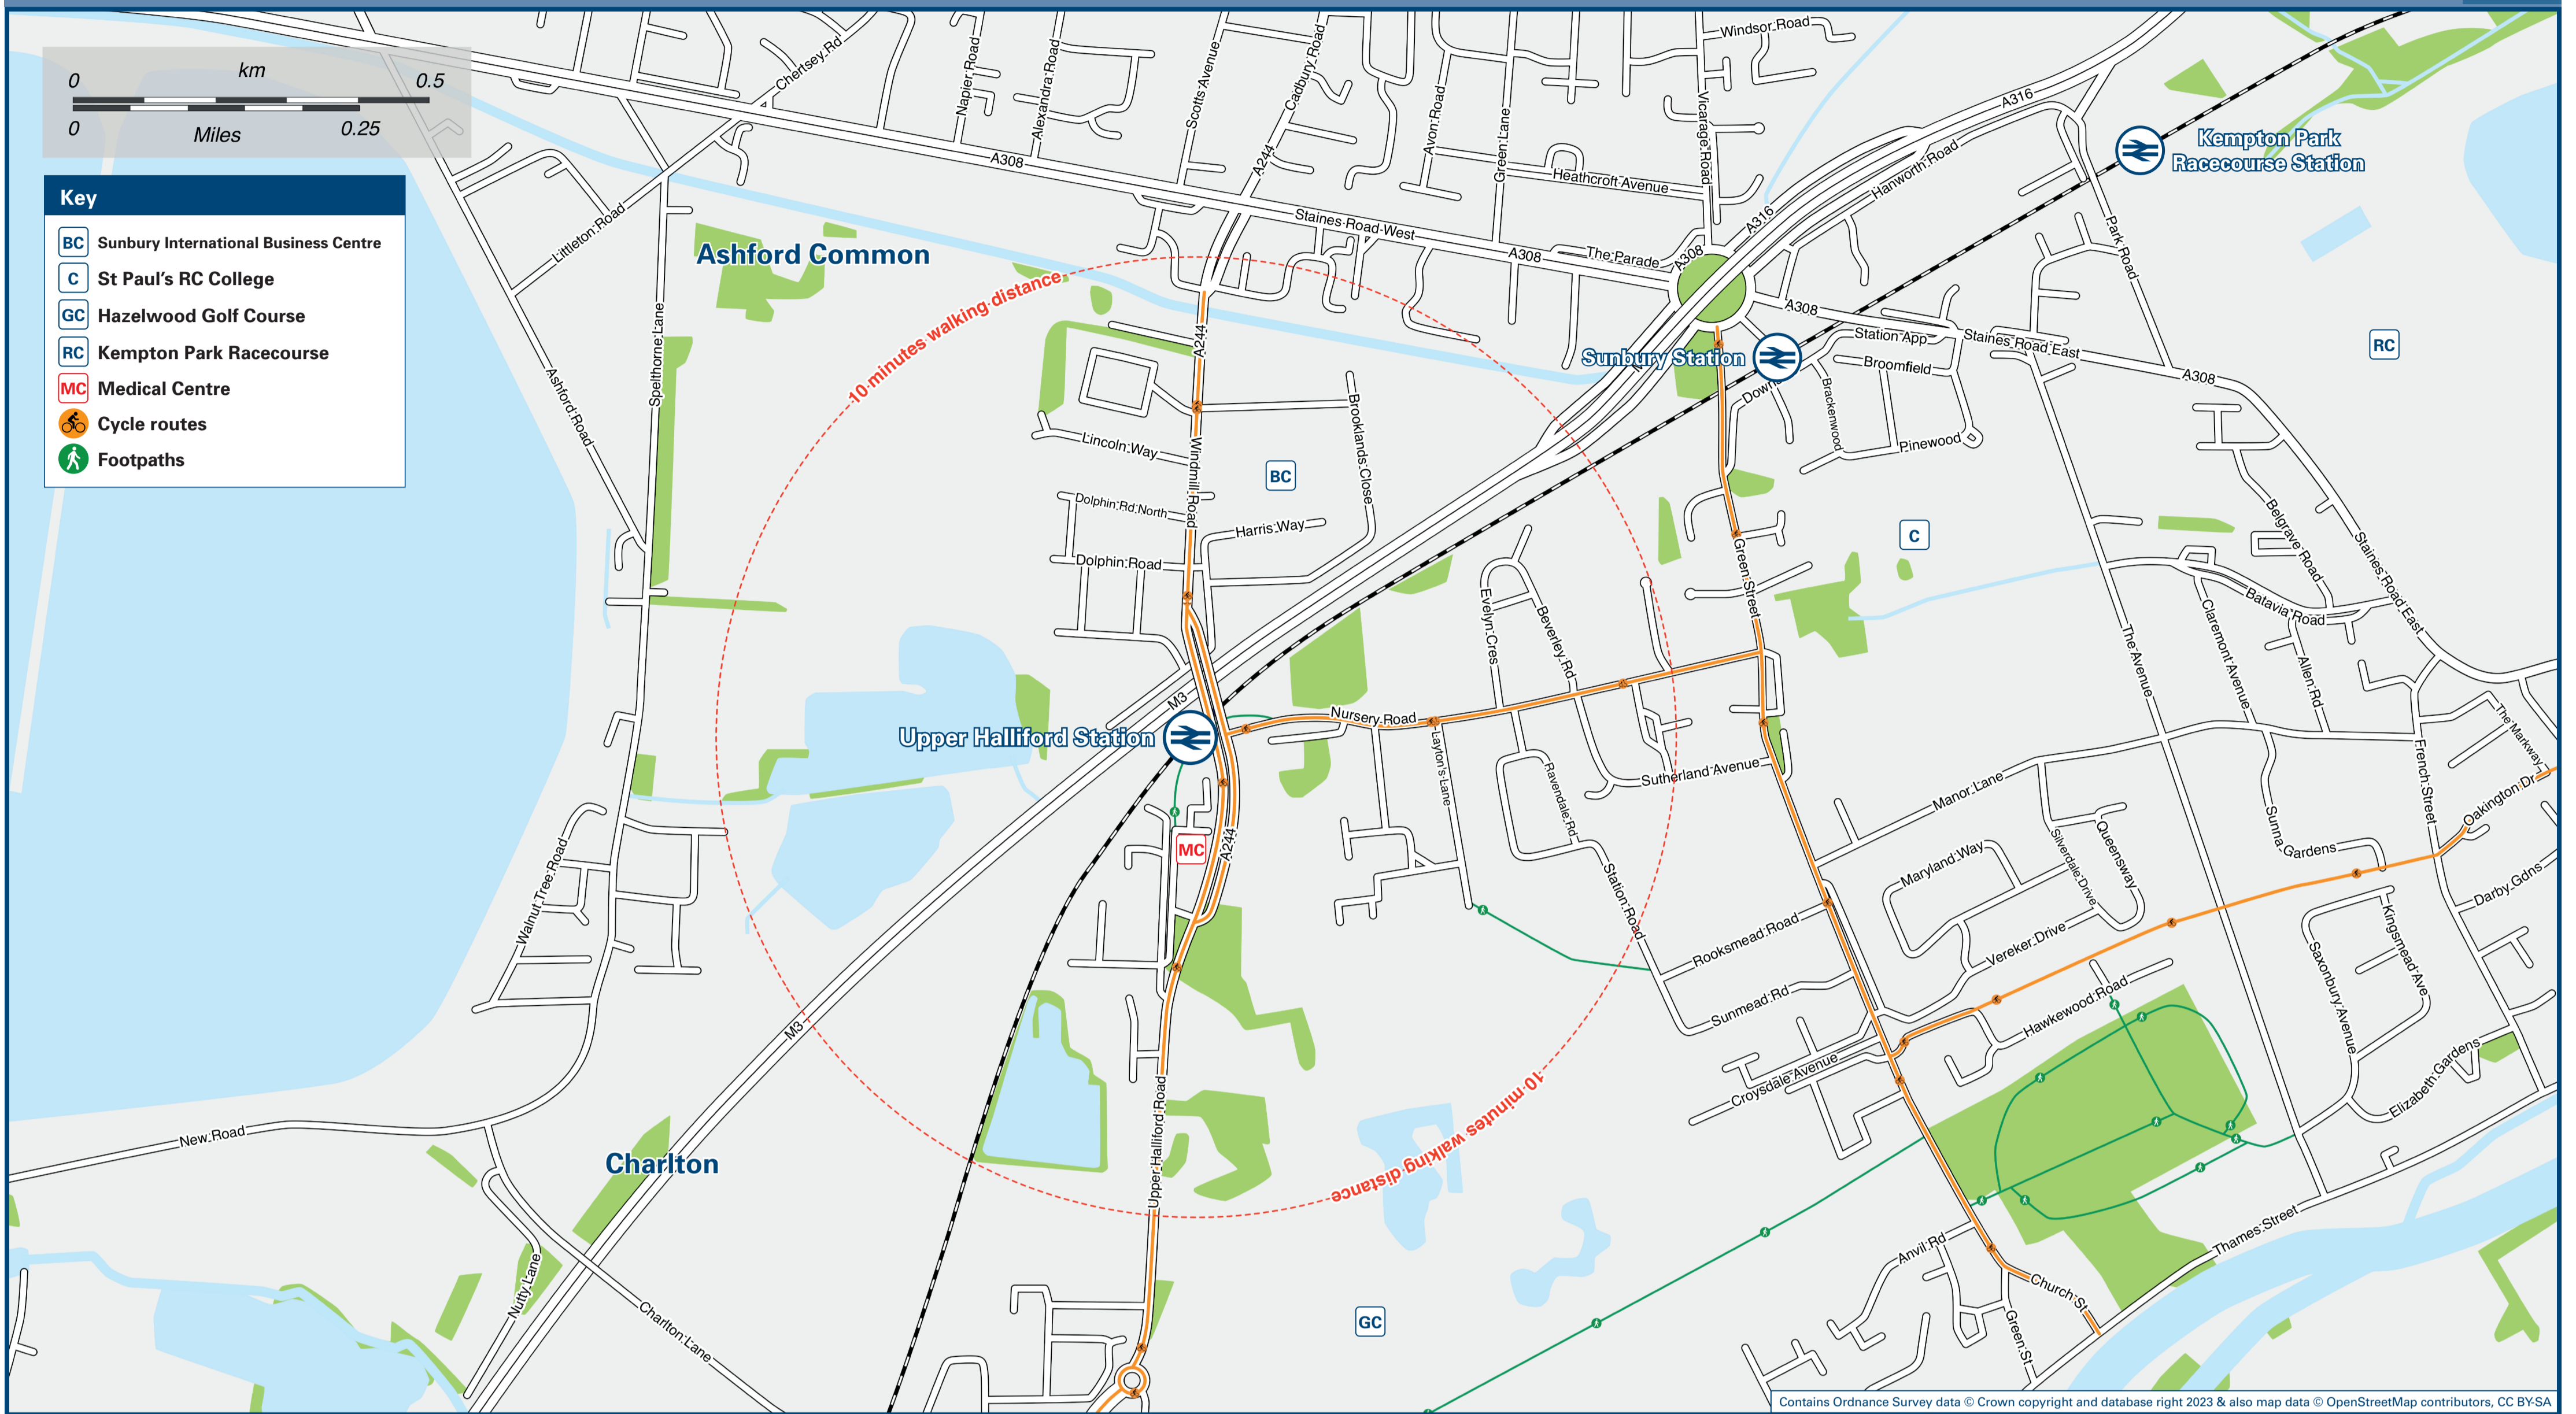 0 km 0.5
0 Miles 0.25
Key
BC Sunbury International Business Centre
C St Paul's RC College
GC Hazelwood Golf Course
RC Kempton Park Racecourse
MC Medical Centre
Cycle routes
Footpaths
Chertsey Rd
Napier Road
Alexandra Road
Scotts Avenue
Cadbury Road
A244
Avon Road
Green Lane
Vicarage Road
Windsor Road
A316
Hanworth Road
Kempton Park
Racecourse Station
A308
Heathcroft Avenue
Staines Road West
A308
The Parade
A308
A316
Park Road
Littleton Road
Ashford Common
10 minutes walking distance
A244
Spelthorne Lane
Ashford Road
A308
Station App
Staines Road East
Sunbury Station
Broomfield
A308
RC
Brackenwood
Pinewood
Lincoln Way
Windmill Road
Brooklands Close
BC
Dolphin Rd North
Harris Way
Dolphin Road
C
Green Street
Belgrave Road
Staines Road East
Batavia Road
Evelyn Cres
Beverley Rd
The Avenue
Claremont Avenue
Allen Rd
M3
Upper Halliford Station
Nursery Road
Layton's Lane
Sutherland Avenue
Ravendale Rd
Manor Lane
French Street
The Markway
Oakington Dr
Sunna Gardens
A244
MC
Walnut Tree Road
Station Road
Maryland Way
Silverdale Drive
Queensway
Darby Gdns
Rooksmead Road
Vereker Drive
Kingsmead Ave
Saxonbury Avenue
Sunmead Rd
Hawkewood Road
M3
Croysdale Avenue
Elizabeth Gardens
10 minutes walking distance
New Road
Charlton
Upper Halliford Road
Thames Street
Anvil Rd
Church St
Nutty Lane
Charlton Lane
GC
Green St
Contains Ordnance Survey data © Crown copyright and database right 2023 & also map data © OpenStreetMap contributors, CC BY-SA